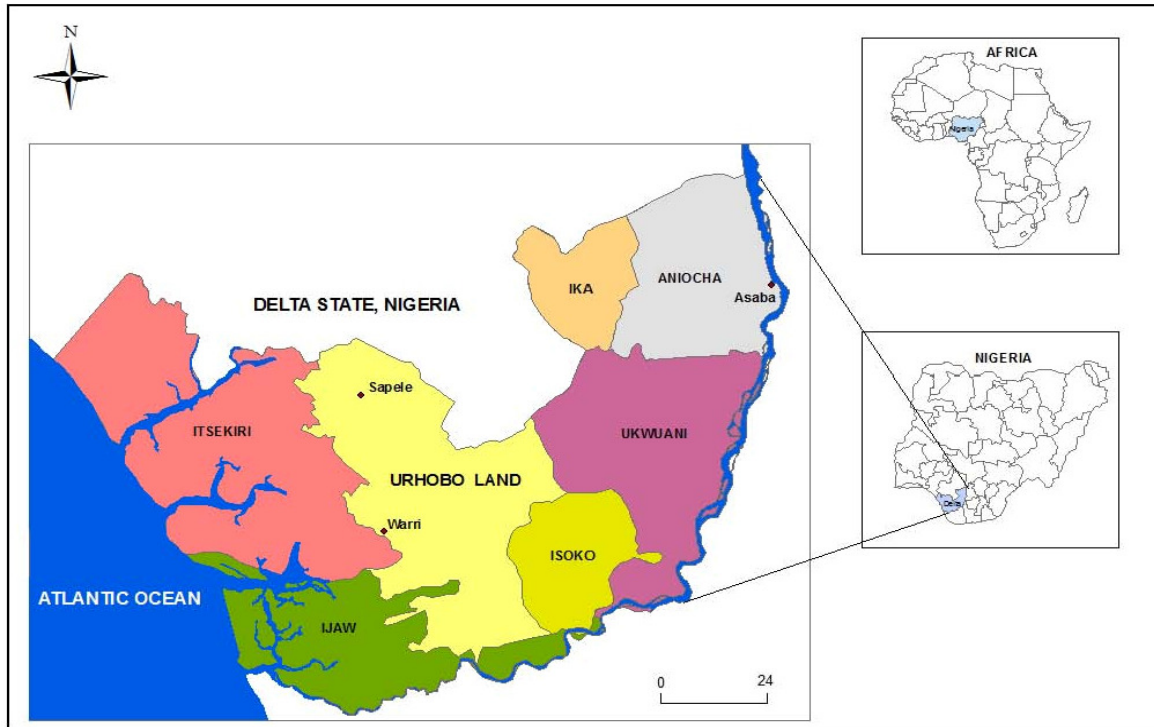 N
AFRICA
Nigeria
DELTA STATE, NIGERIA
IKA
ANIOCHA
Asaba
NIGERIA
Sapele
ITSEKIRI
UKWUANI
URHOBO LAND
Delta
Warri
ISOKO
ATLANTIC OCEAN
IJAW
0 24